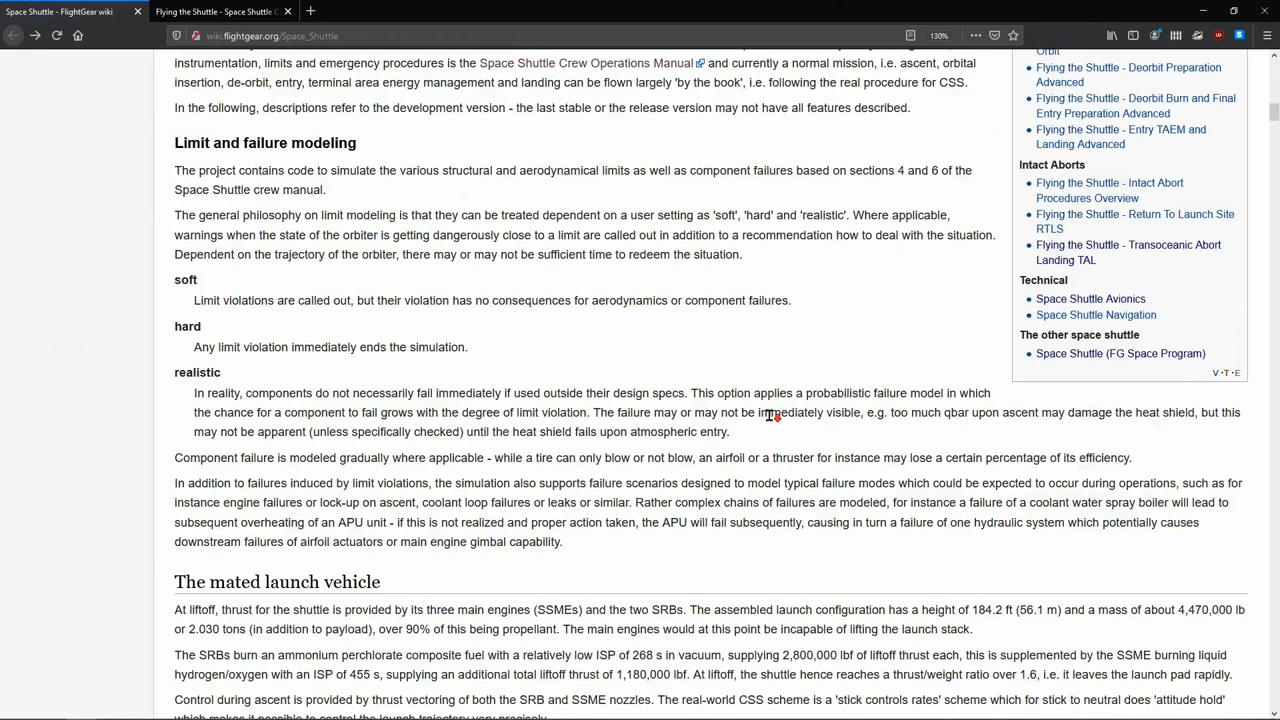 Space Shuttle - FlightGear wiki
Flying the Shuttle - Space Shuttle C
wiki.flightgear.org/Space_Shuttle
130%
instrumentation, limits and emergency procedures is the Space Shuttle Crew Operations Manual and currently a normal mission, i.e. ascent, orbital
insertion, de-orbit, entry, terminal area energy management and landing can flown largely 'by the book', i.e. following the real procedure for CSS.
In the following, descriptions refer to the development version - the last stable or the release version may not have all features described.
Limit and failure modeling
The project contains code to simulate the various structural and aerodynamical limits as well as component failures based on sections 4 and 6 of the
Space Shuttle crew manual.
The general philosophy on limit modeling is that they can be treated dependent on a user setting as 'soft', 'hard' and 'realistic'. Where applicable,
warnings when the state of the orbiter is getting dangerously close to a limit are called out in addition to a recommendation how to deal with the situation.
Dependent on the trajectory of the orbiter, there may or may not be sufficient time to redeem the situation.
soft
Limit violations are called out, but their violation has no consequences for aerodynamics or component failures.
hard
Any limit violation immediately ends the simulation.
realistic
In reality, components do not necessarily fail immediately if used outside their design specs. This option applies a probabilistic failure model in which
the chance for a component to fail grows with the degree of limit violation. The failure may or may not be immediately visible, e.g. too much qbar upon ascent may damage the heat shield, but this
may not be apparent (unless specifically checked) until the heat shield fails upon atmospheric entry.
Component failure is modeled gradually where applicable - while a tire can only blow or not blow, an airfoil or a thruster for instance may lose a certain percentage of its efficiency.
In addition to failures induced by limit violations, the simulation also supports failure scenarios designed to model typical failure modes which could be expected to occur during operations, such as for
instance engine failures or lock-up on ascent, coolant loop failures or leaks or similar. Rather complex chains of failures are modeled, for instance a failure of a coolant water spray boiler will lead to
subsequent overheating of an APU unit - if this is not realized and proper action taken, the APU will fail subsequently, causing in turn a failure of one hydraulic system which potentially causes
downstream failures of airfoil actuators or main engine gimbal capability.
The mated launch vehicle
At liftoff, thrust for the shuttle is provided by its three main engines (SSMEs) and the two SRBs. The assembled launch configuration has a height of 184.2 ft (56.1 m) and a mass of about 4,470,000 lb
or 2.030 tons (in addition to payload), over 90% of this being propellant. The main engines would at this point be incapable of lifting the launch stack.
The SRBs burn an ammonium perchlorate composite fuel with a relatively low ISP of 268 s in vacuum, supplying 2,800,000 lbf of liftoff thrust each, this is supplemented by the SSME burning liquid
hydrogen/oxygen with an ISP of 455 s, supplying an additional total liftoff thrust of 1,180,000 lbf. At liftoff, the shuttle hence reaches a thrust/weight ratio over 1.6, i.e. it leaves the launch pad rapidly.
Control during ascent is provided by thrust vectoring of both the SRB and SSME nozzles. The real-world CSS scheme is a 'stick controls rates' scheme which for stick to neutral does 'attitude hold'
which makes it possible to control the launch trajectory very precisely.
Orbit
Flying the Shuttle - Deorbit Preparation
Advanced
Flying the Shuttle - Deorbit Burn and Final
Entry Preparation Advanced
Flying the Shuttle - Entry TAEM and
Landing Advanced
Intact Aborts
Flying the Shuttle - Intact Abort
Procedures Overview
Flying the Shuttle - Return To Launch Site
RTLS
Flying the Shuttle - Transoceanic Abort
Landing TAL
Technical
Space Shuttle Avionics
Space Shuttle Navigation
The other space shuttle
Space Shuttle (FG Space Program)
V·T·E